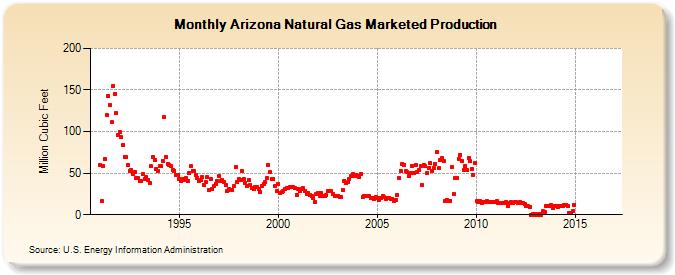 Monthly Arizona Natural Gas Marketed Production
Million Cubic Feet
200
150
100
50
0
1995 2000 2005 2010 2015
Source: U.S. Energy Information Administration